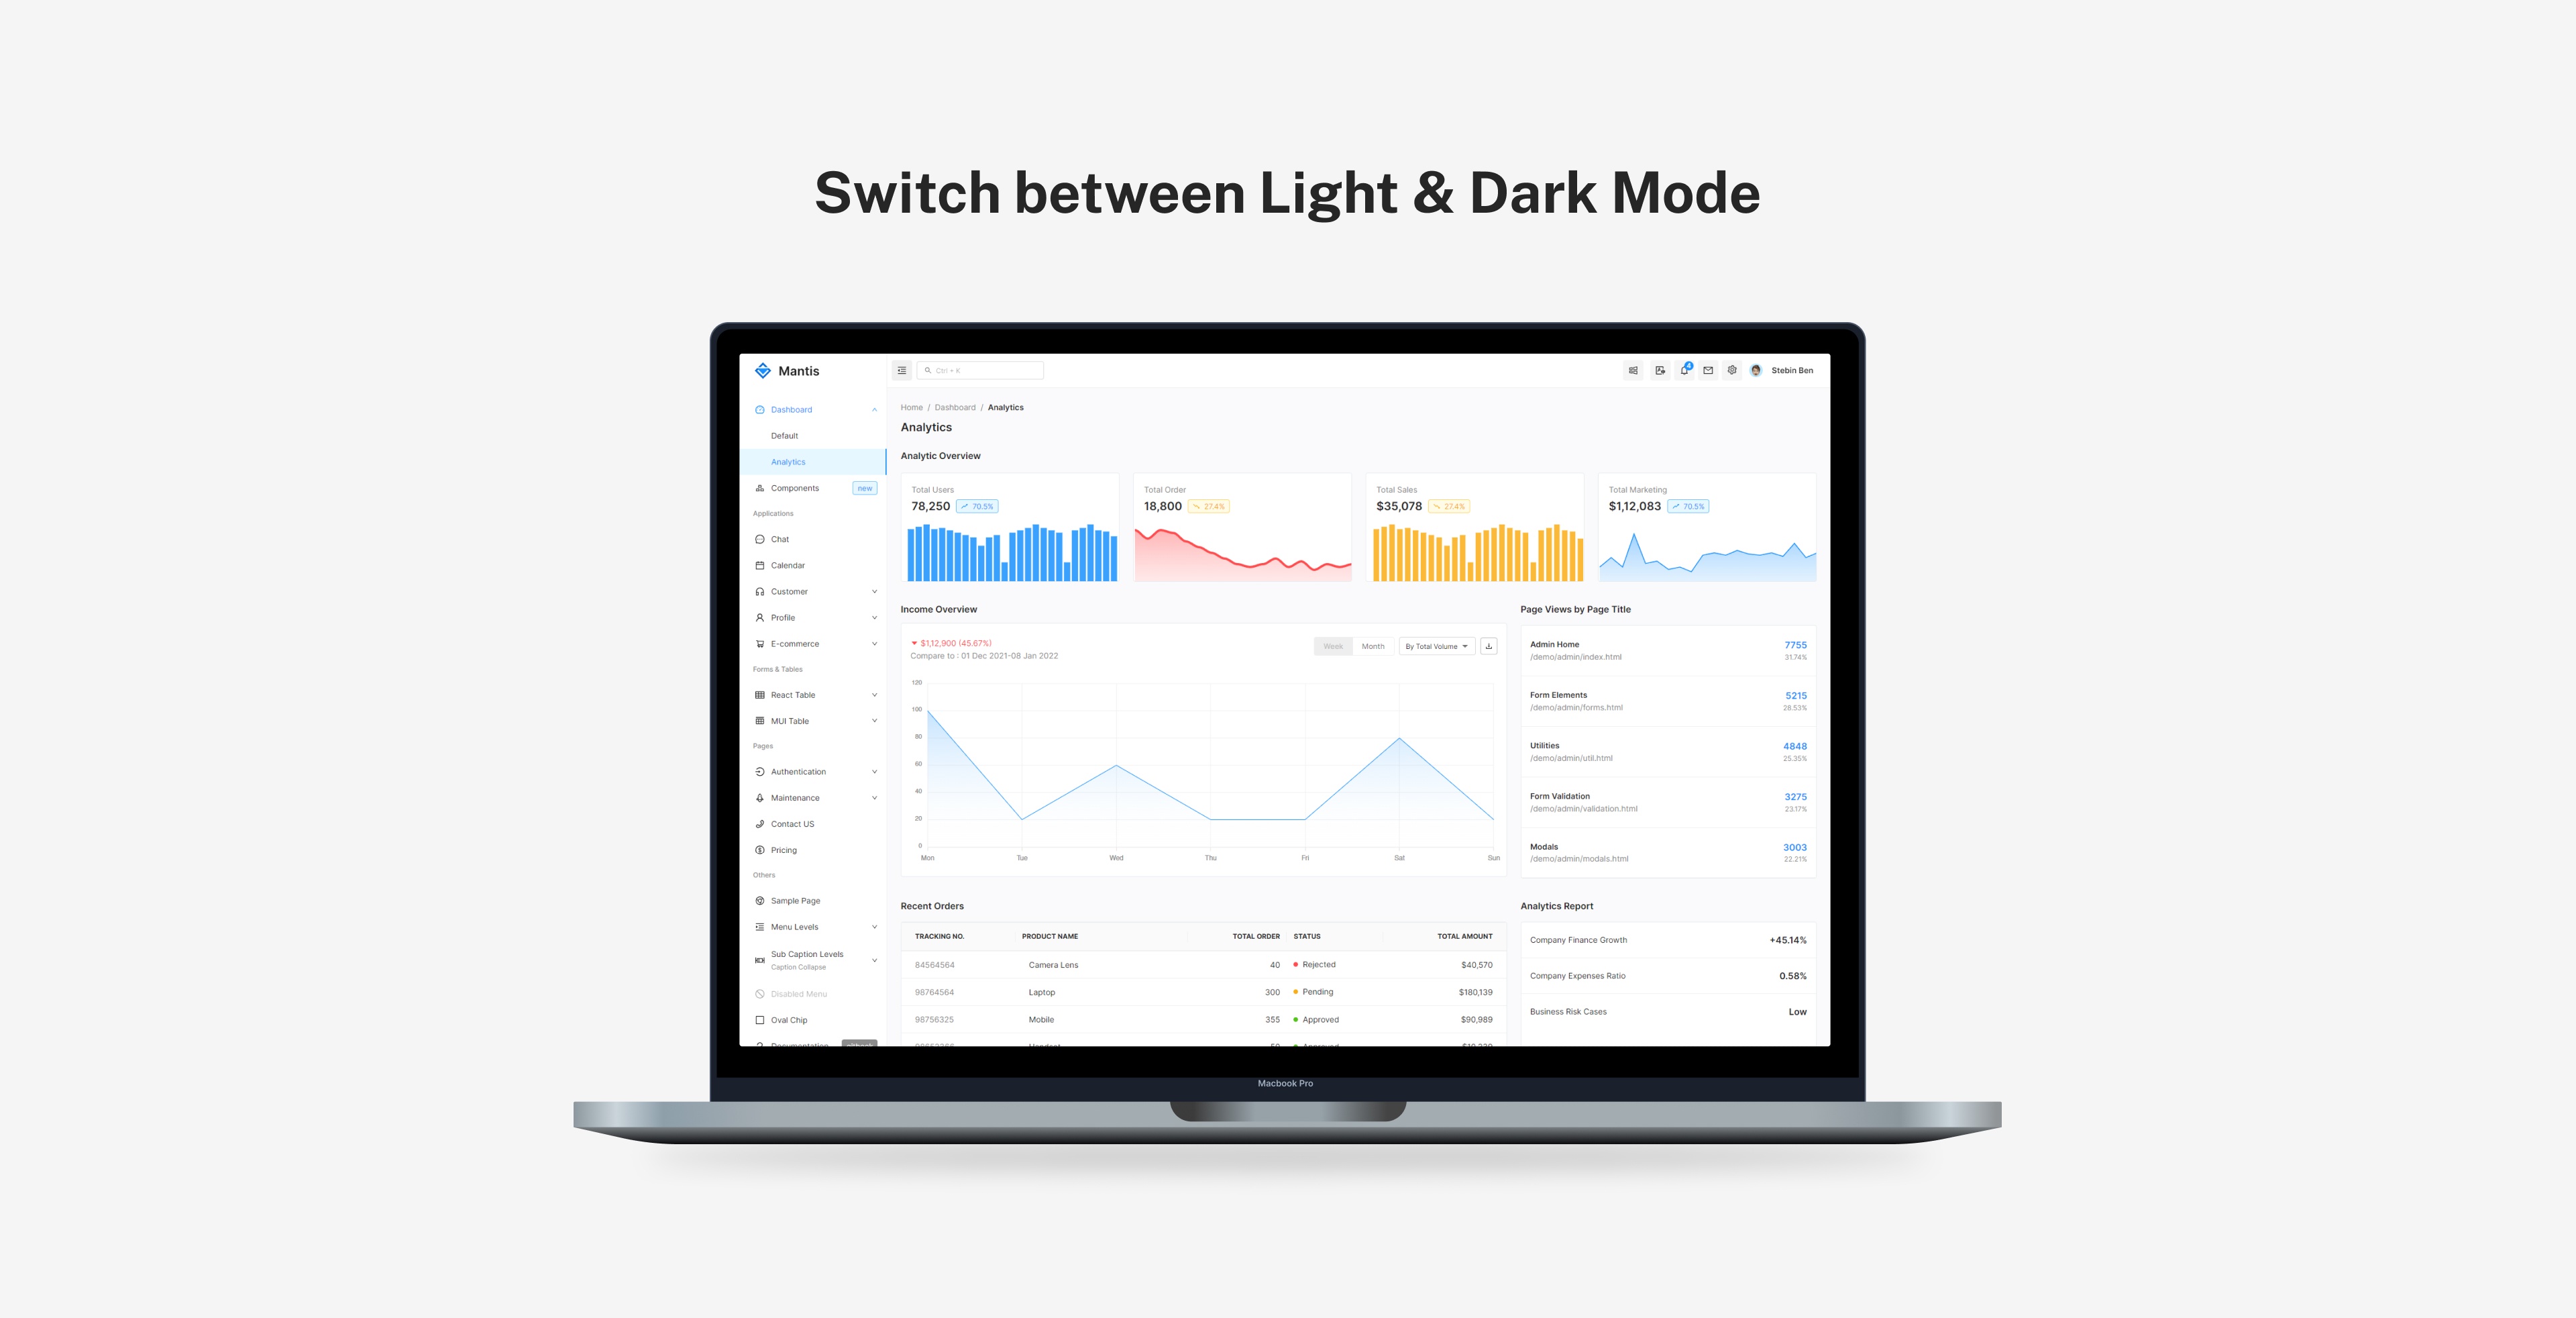 Switch between Light & Dark Mode
Mantis
Ctrl + K
4
Stebin Ben
Dashboard
Default
Analytics
Components new
Applications
Chat
Calendar
Customer
Profile
E-commerce
Forms & Tables
React Table
MUI Table
Pages
Authentication
Maintenance
Contact US
Pricing
Others
Sample Page
Menu Levels
Sub Caption Levels
Caption Collapse
Disabled Menu
Oval Chip
Documentation
Home / Dashboard / Analytics
Analytics
Analytic Overview
Total Users
78,250 70.5%
Total Order
18,800 27.4%
Total Sales
$35,078 27.4%
Total Marketing
$1,12,083 70.5%
Income Overview
$1,12,900 (45.67%)
Compare to : 01 Dec 2021-08 Jan 2022
Week Month By Total Volume
120
100
80
60
40
20
0
Mon Tue Wed Thu Fri Sat Sun
Page Views by Page Title
Admin Home 7755
/demo/admin/index.html 31.74%
Form Elements 5215
/demo/admin/forms.html 28.53%
Utilities 4848
/demo/admin/util.html 25.35%
Form Validation 3275
/demo/admin/validation.html 23.17%
Modals 3003
/demo/admin/modals.html 22.21%
Recent Orders
TRACKING NO. PRODUCT NAME TOTAL ORDER STATUS TOTAL AMOUNT
84564564 Camera Lens 40 Rejected $40,570
98764564 Laptop 300 Pending $180,139
98756325 Mobile 355 Approved $90,989
Handset 50 Approved
Analytics Report
Company Finance Growth +45.14%
Company Expenses Ratio 0.58%
Business Risk Cases Low
Macbook Pro